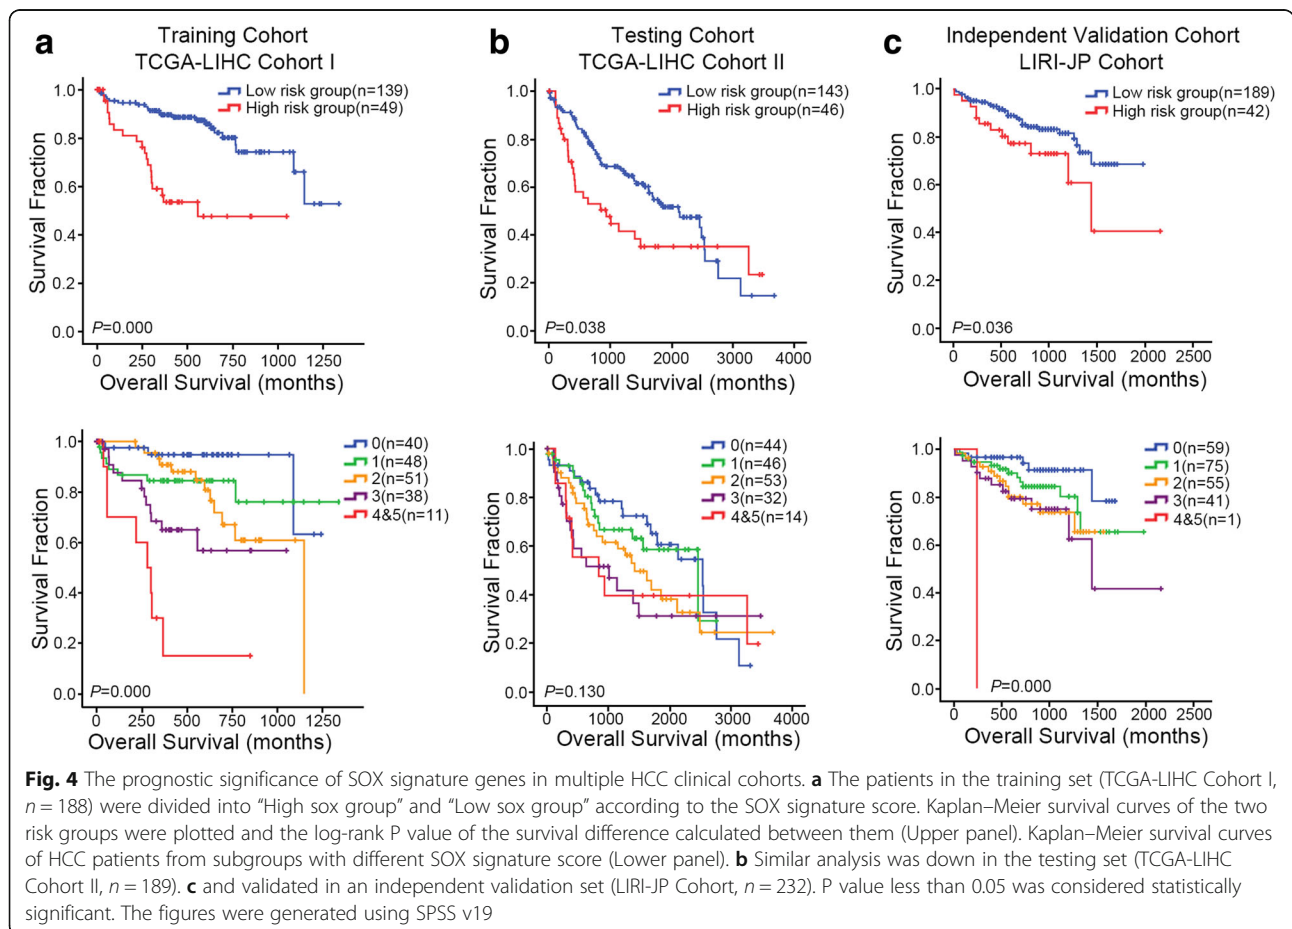 a
Training Cohort
TCGA-LIHC Cohort I
Low risk group(n=139)
High risk group(n=49)
Survival Fraction
1.0
0.8
0.6
0.4
0.2
0.0
P=0.000
0 250 500 750 1000 1250
Overall Survival (months)
b
Testing Cohort
TCGA-LIHC Cohort II
Low risk group(n=143)
High risk group(n=46)
Survival Fraction
1.0
0.8
0.6
0.4
0.2
0.0
P=0.038
0 1000 2000 3000 4000
Overall Survival (months)
c
Independent Validation Cohort
LIRI-JP Cohort
Low risk group(n=189)
High risk group(n=42)
Survival Fraction
1.0
0.8
0.6
0.4
0.2
0.0
P=0.036
0 500 1000 1500 2000 2500
Overall Survival (months)
0(n=40)
1(n=48)
2(n=51)
3(n=38)
4&5(n=11)
Survival Fraction
1.0
0.8
0.6
0.4
0.2
0.0
P=0.000
0 250 500 750 1000 1250
Overall Survival (months)
0(n=44)
1(n=46)
2(n=53)
3(n=32)
4&5(n=14)
Survival Fraction
1.0
0.8
0.6
0.4
0.2
0.0
P=0.130
0 1000 2000 3000 4000
Overall Survival (months)
0(n=59)
1(n=75)
2(n=55)
3(n=41)
4&5(n=1)
Survival Fraction
1.0
0.8
0.6
0.4
0.2
0.0
P=0.000
0 500 1000 1500 2000 2500
Overall Survival (months)
Fig. 4 The prognostic significance of SOX signature genes in multiple HCC clinical cohorts. a The patients in the training set (TCGA-LIHC Cohort I,
n = 188) were divided into “High sox group” and “Low sox group” according to the SOX signature score. Kaplan–Meier survival curves of the two
risk groups were plotted and the log-rank P value of the survival difference calculated between them (Upper panel). Kaplan–Meier survival curves
of HCC patients from subgroups with different SOX signature score (Lower panel). b Similar analysis was down in the testing set (TCGA-LIHC
Cohort II, n = 189). c and validated in an independent validation set (LIRI-JP Cohort, n = 232). P value less than 0.05 was considered statistically
significant. The figures were generated using SPSS v19